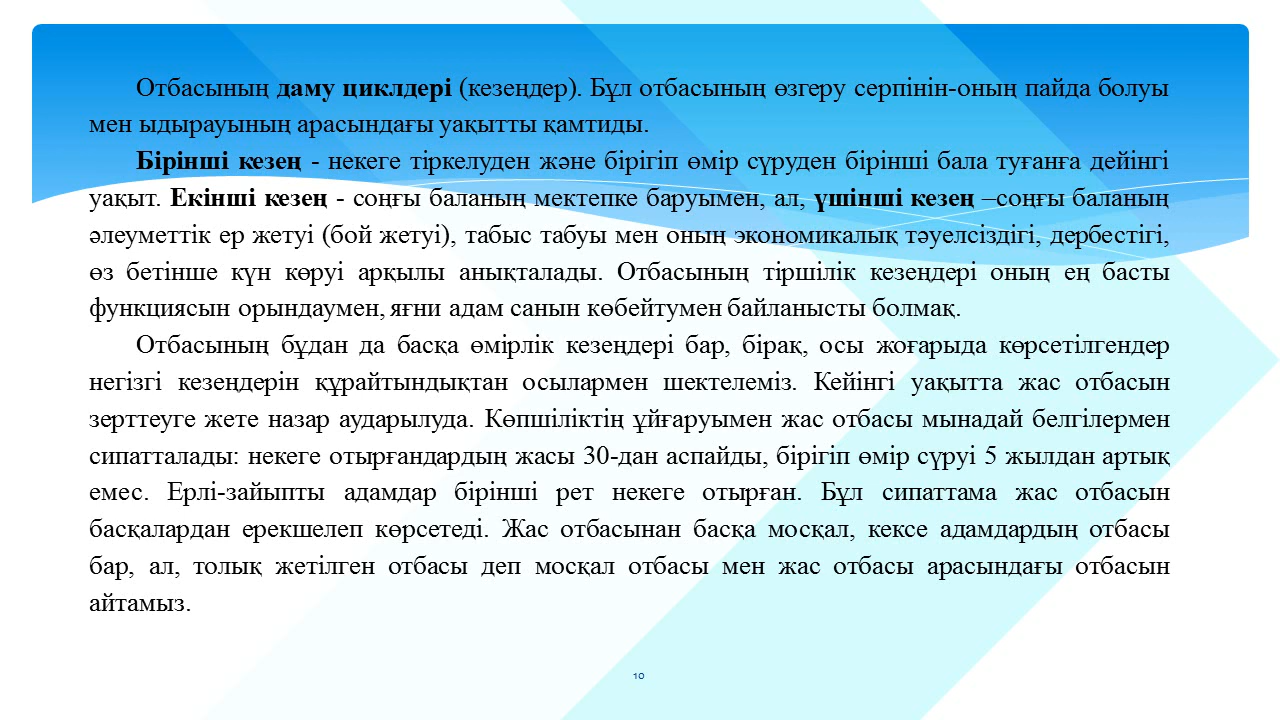 Отбасының даму циклдері (кезеңдер). Бұл отбасының өзгеру серпінін-оның пайда болуы
мен ыдырауының арасындағы уақытты қамтиды.
Бірінші кезең - некеге тіркелуден және бірігіп өмір сүруден бірінші бала туғанға дейінгі
уақыт. Екінші кезең - соңғы баланың мектепке баруымен, ал, үшінші кезең –соңғы баланың
әлеуметтік ер жетуі (бой жетуі), табыс табуы мен оның экономикалық тәуелсіздігі, дербестігі,
өз бетінше күн көруі арқылы анықталады. Отбасының тіршілік кезеңдері оның ең басты
функциясын орындаумен, яғни адам санын көбейтумен байланысты болмақ.
Отбасының бұдан да басқа өмірлік кезеңдері бар, бірақ, осы жоғарыда көрсетілгендер
негізгі кезеңдерін құрайтындықтан осылармен шектелеміз. Кейінгі уақытта жас отбасын
зерттеуге жете назар аударылуда. Көпшіліктің ұйғаруымен жас отбасы мынадай белгілермен
сипатталады: некеге отырғандардың жасы 30-дан аспайды, бірігіп өмір сүруі 5 жылдан артық
емес. Ерлі-зайыпты адамдар бірінші рет некеге отырған. Бұл сипаттама жас отбасын
басқалардан ерекшелеп көрсетеді. Жас отбасынан басқа мосқал, кексе адамдардың отбасы
бар, ал, толық жетілген отбасы деп мосқал отбасы мен жас отбасы арасындағы отбасын
айтамыз.
10